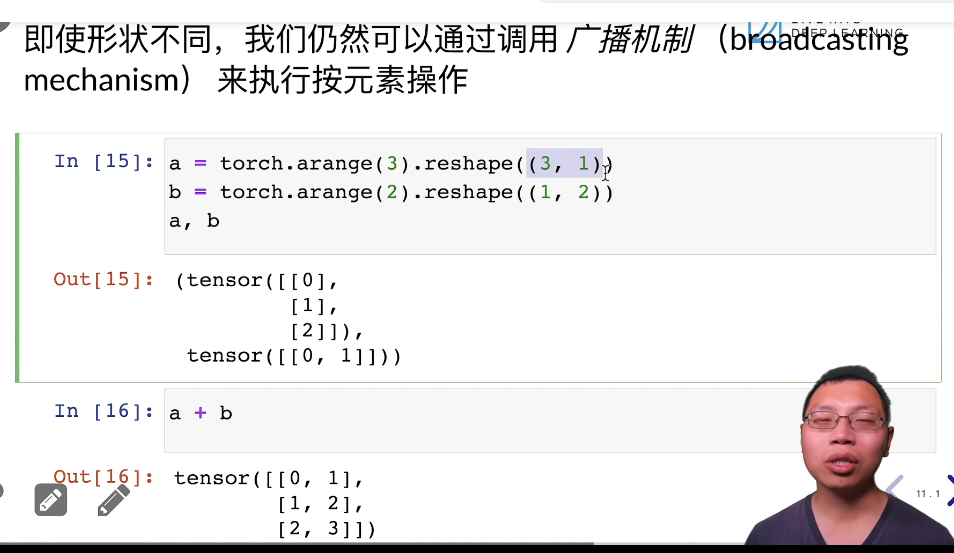 DIVE INTO
DEEP LEARNING
即使形状不同，我们仍然可以通过调用 广播机制 （broadcasting
mechanism） 来执行按元素操作
In [15]: a = torch.arange(3).reshape((3, 1))
b = torch.arange(2).reshape((1, 2))
a, b
Out[15]: (tensor([[0],
[1],
[2]]),
tensor([[0, 1]]))
In [16]: a + b
Out[16]: tensor([[0, 1],
[1, 2],
[2, 3]])
11.1